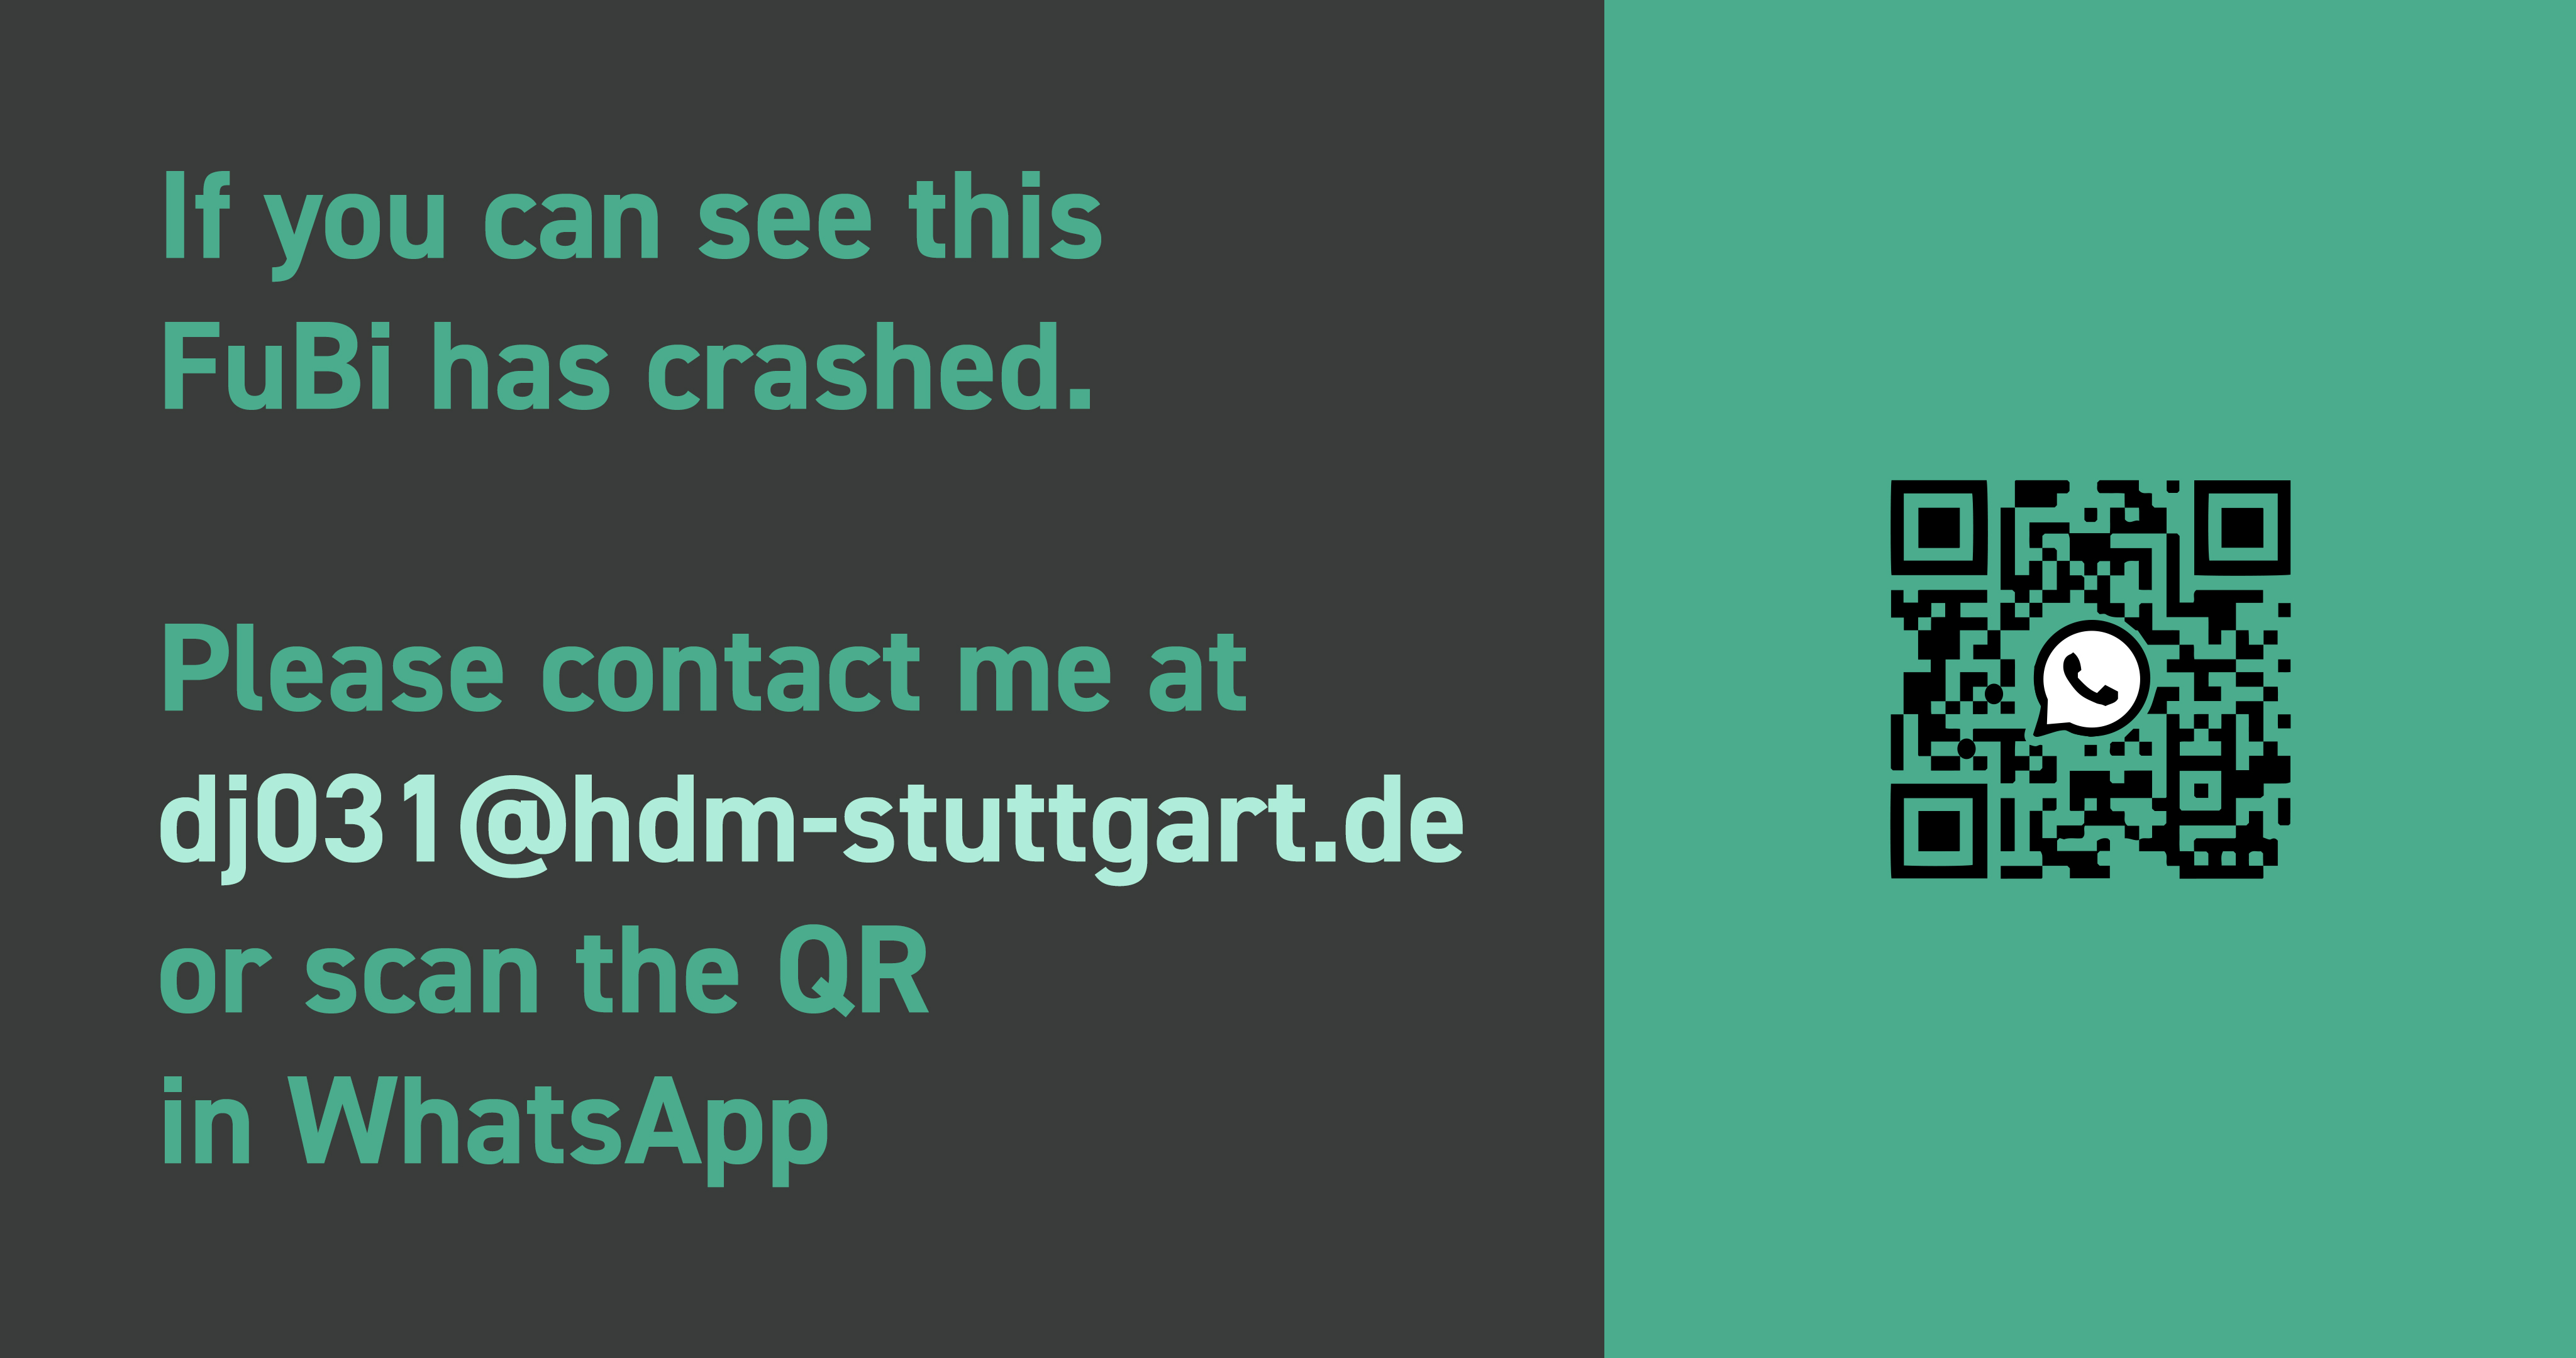 If you can see this
FuBi has crashed.
Please contact me at
dj031@hdm-stuttgart.de
or scan the QR
in WhatsApp